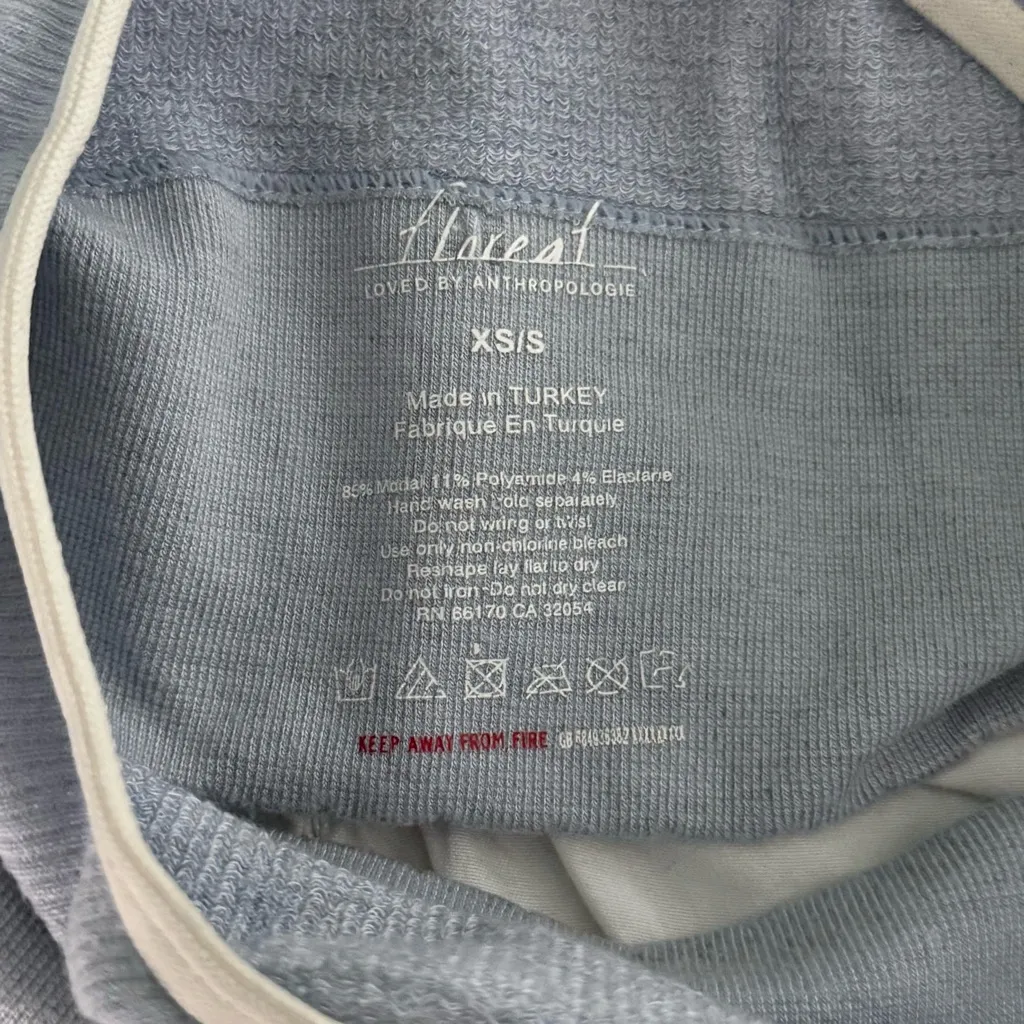 floreat
LOVED BY ANTHROPOLOGIE
XS/S
Made in TURKEY
Fabrique En Turquie
85% Modal 11% Polyamide 4% Elastane
Hand wash cold separately
Do not wring or twist
Use only non-chlorine bleach
Reshape lay flat to dry
Do not iron Do not dry clean
RN 66170 CA 32054
KEEP AWAY FROM FIRE